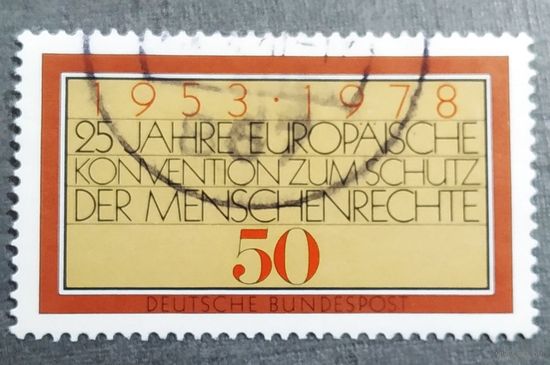 1953·1978
25 JAHRE EUROPÄISCHE
KONVENTION ZUM SCHUTZ
DER MENSCHENRECHTE
50
DEUTSCHE BUNDESPOST